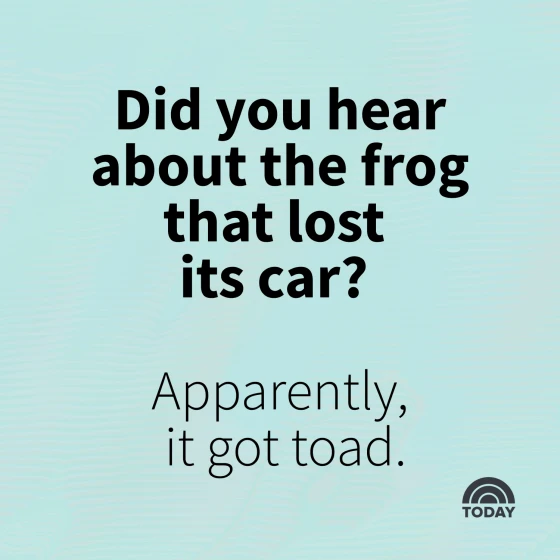 Did you hear
about the frog
that lost
its car?
Apparently,
it got toad.
TODAY